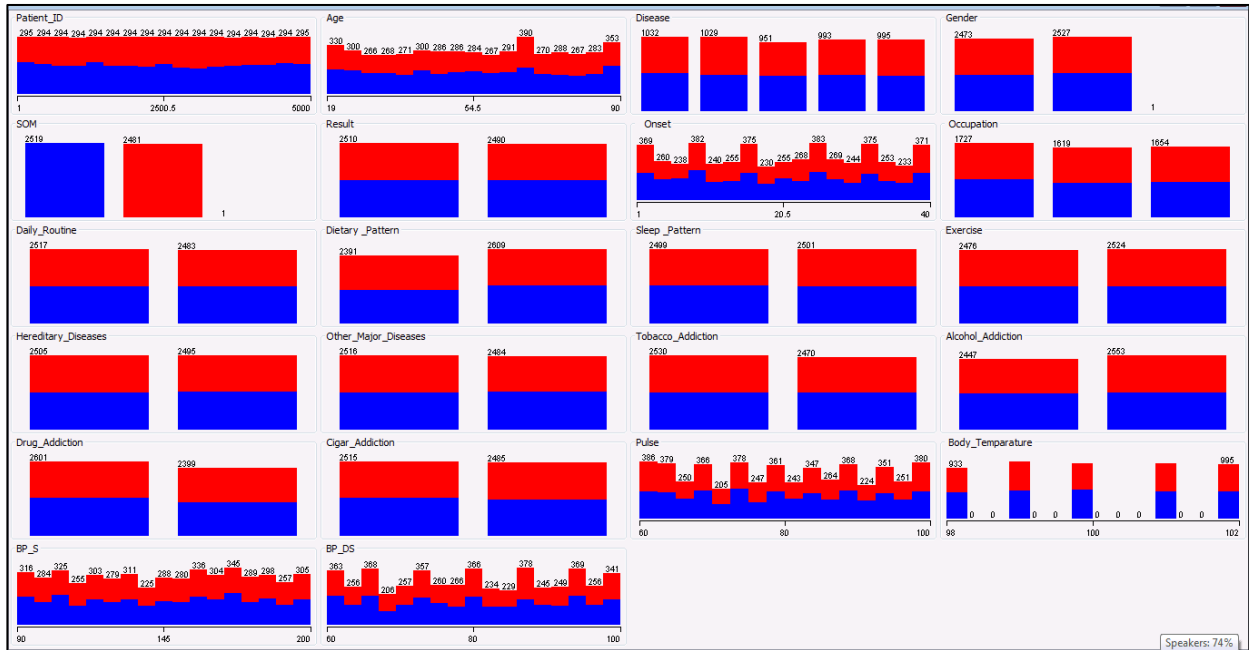 Patient_ID
295 294 294 294 294 294 294 294 294 294 294 294 294 294 294 294 295
1 2500.5 5000
Age
330 300 266 268 271 300 286 286 284 267 291 390 270 288 267 283 353
19 54.5 90
Disease
1032 1029 951 993 995
Gender
2473 2527 1
SOM
2519 2481 1
Result
2510 2490
Onset
369 260 238 382 240 255 375 230 255 268 383 269 244 375 253 233 371
1 20.5 40
Occupation
1727 1619 1654
Daily_Routine
2517 2483
Dietary _Pattern
2391 2609
Sleep _Pattern
2499 2501
Exercise
2476 2524
Hereditary_Diseases
2505 2495
Other_Major_Diseases
2516 2484
Tobacco_Addiction
2530 2470
Alcohol_Addiction
2447 2553
Drug_Addiction
2601 2399
Cigar_Addiction
2515 2485
Pulse
386 379 250 366 205 378 247 361 243 347 264 368 224 351 251 380
60 80 100
Body_Temparature
933 0 0 0 0 0 0 0 0 995
98 100 102
BP_S
316 284 325 255 303 279 311 225 288 280 336 304 345 289 298 257 305
90 145 200
BP_DS
363 256 368 206 257 357 260 266 366 234 229 378 245 249 369 256 341
60 80 100
Speakers: 74%